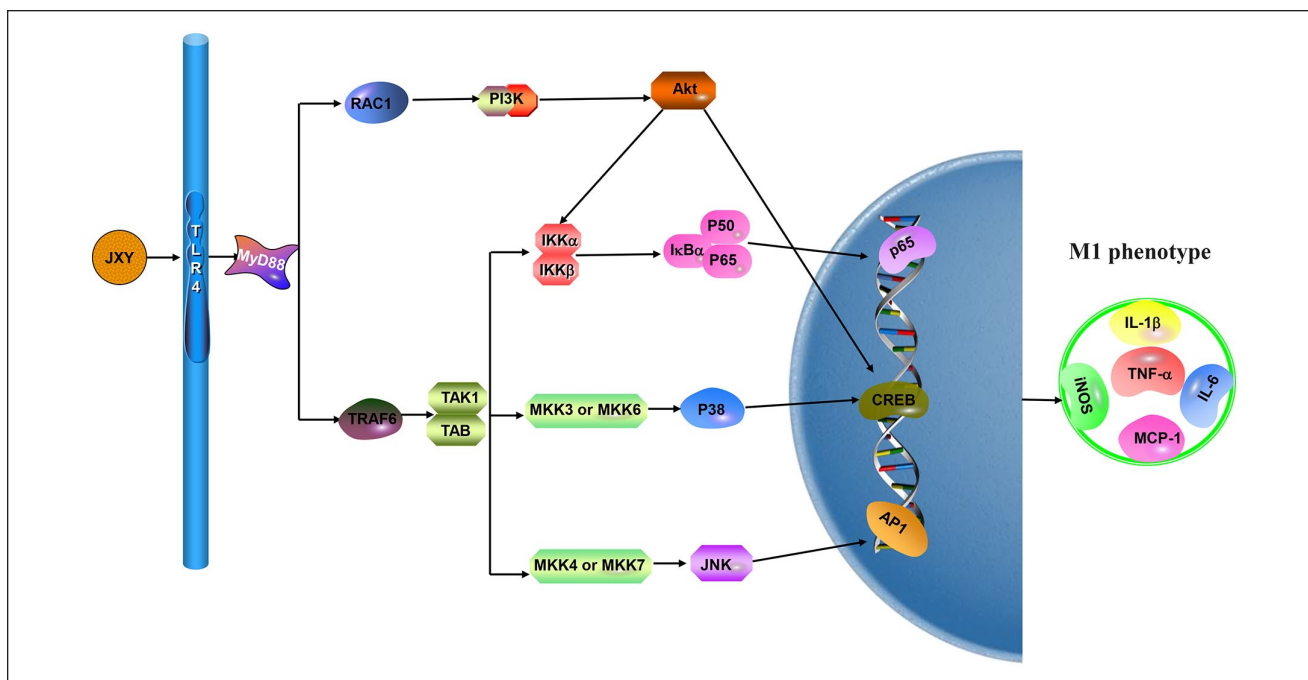 RAC1
PI3K
Akt
JXY
TLR4
MyD88
IKKα
IKKβ
IκBα
P50
P65
p65
M1 phenotype
IL-1β
TNF-α
iNOS
IL-6
MCP-1
TRAF6
TAK1
TAB
MKK3 or MKK6
P38
CREB
MKK4 or MKK7
JNK
AP1